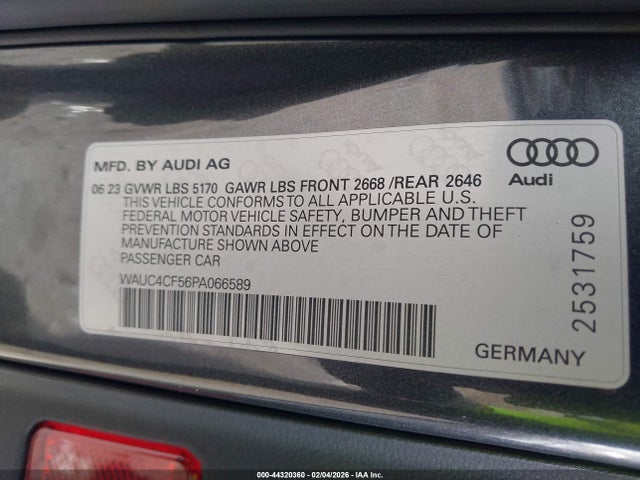 MFD. BY AUDI AG
06 23 GVWR LBS 5170 GAWR LBS FRONT 2668 /REAR 2646
THIS VEHICLE CONFORMS TO ALL APPLICABLE U.S.
FEDERAL MOTOR VEHICLE SAFETY, BUMPER AND THEFT
PREVENTION STANDARDS IN EFFECT ON THE DATE OF
MANUFACTURE SHOWN ABOVE
PASSENGER CAR
WAUC4CF56PA066589
Audi
2531759
GERMANY
000-44320360 - 02/04/2026 - IAA Inc.